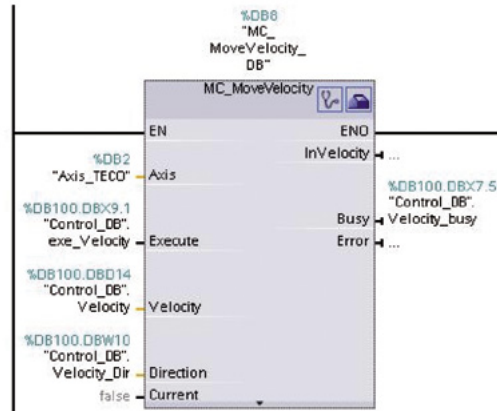 %DB8
"MC_
MoveVelocity_
DB"
MC_MoveVelocity
EN
ENO
InVelocity
...
%DB2
"Axis_TECO"
Axis
%DB100.DBX9.1
"Control_DB".
exe_Velocity
Execute
%DB100.DBX7.5
"Control_DB".
Velocity_busy
Busy
Error
...
%DB100.DBD14
"Control_DB".
Velocity
Velocity
%DB100.DBW10
"Control_DB".
Velocity_Dir
Direction
false
Current